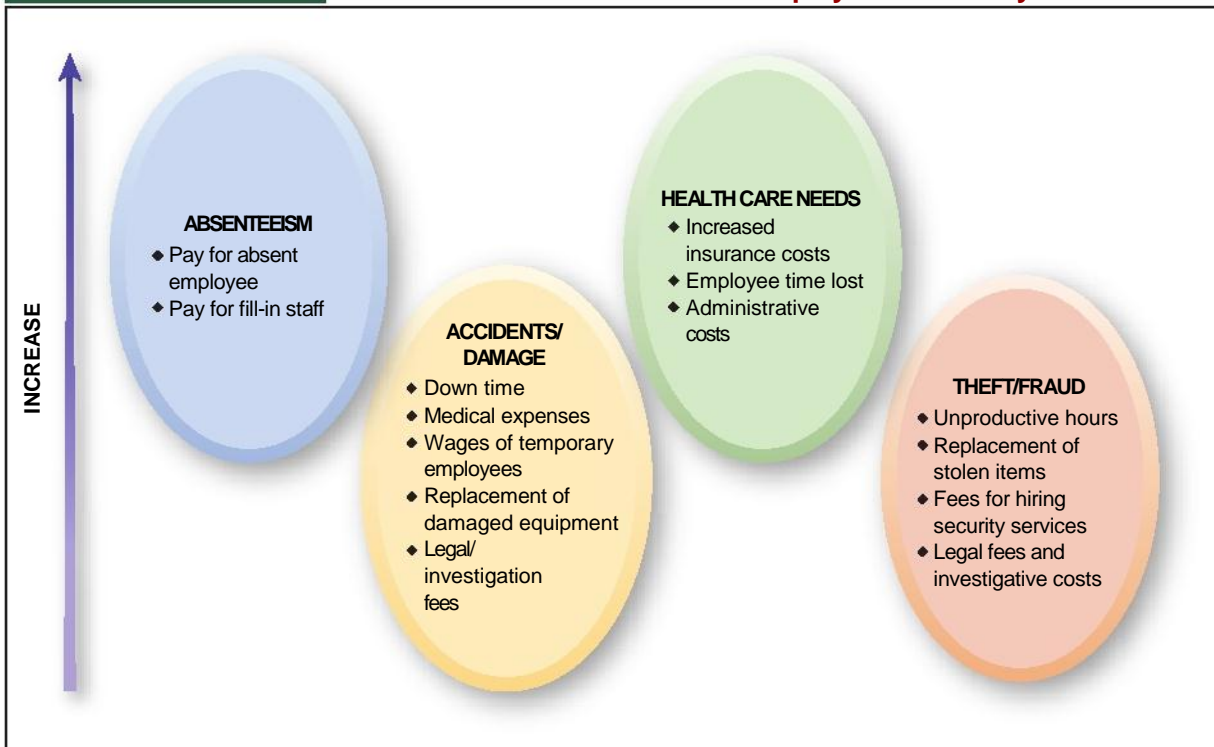 INCREASE
ABSENTEEISM
◆ Pay for absent
employee
◆ Pay for fill-in staff
ACCIDENTS/
DAMAGE
◆ Down time
◆ Medical expenses
◆ Wages of temporary
employees
◆ Replacement of
damaged equipment
◆ Legal/
investigation
fees
HEALTH CARE NEEDS
◆ Increased
insurance costs
◆ Employee time lost
◆ Administrative
costs
THEFT/FRAUD
◆ Unproductive hours
◆ Replacement of
stolen items
◆ Fees for hiring
security services
◆ Legal fees and
investigative costs